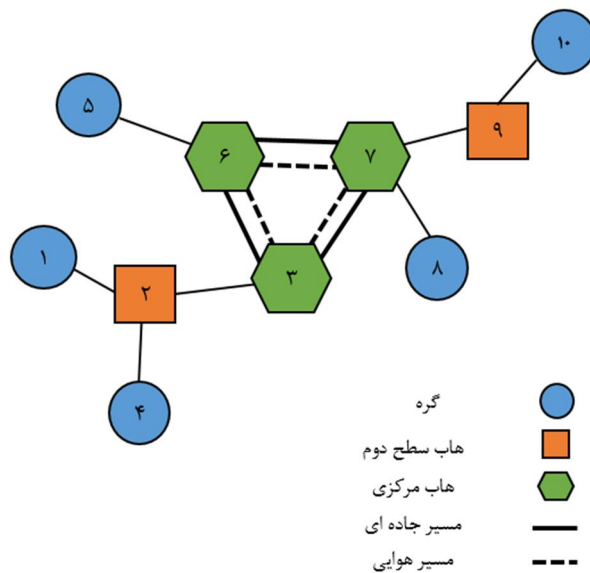 ۱۰
۵
۹
۶
۷
۱
۸
۳
۲
۴
گره
هاب سطح دوم
هاب مرکزی
مسیر جاده ای
مسیر هوایی